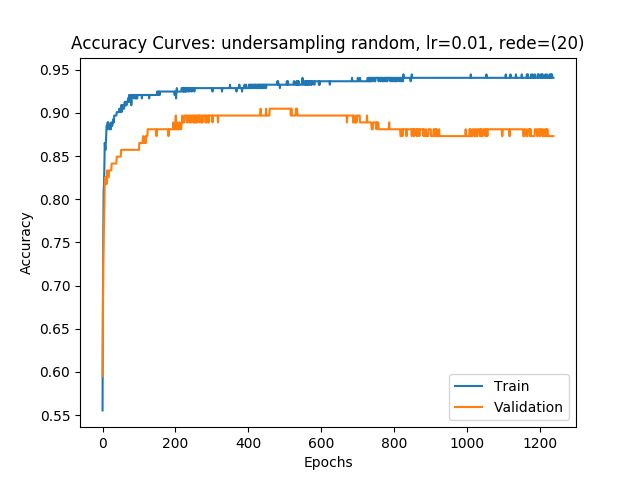 Accuracy Curves: undersampling random, lr=0.01, rede=(20)
0.95
0.90
0.85
0.80
0.75
0.70
0.65
0.60
0.55
Accuracy
Train
Validation
0 200 400 600 800 1000 1200
Epochs